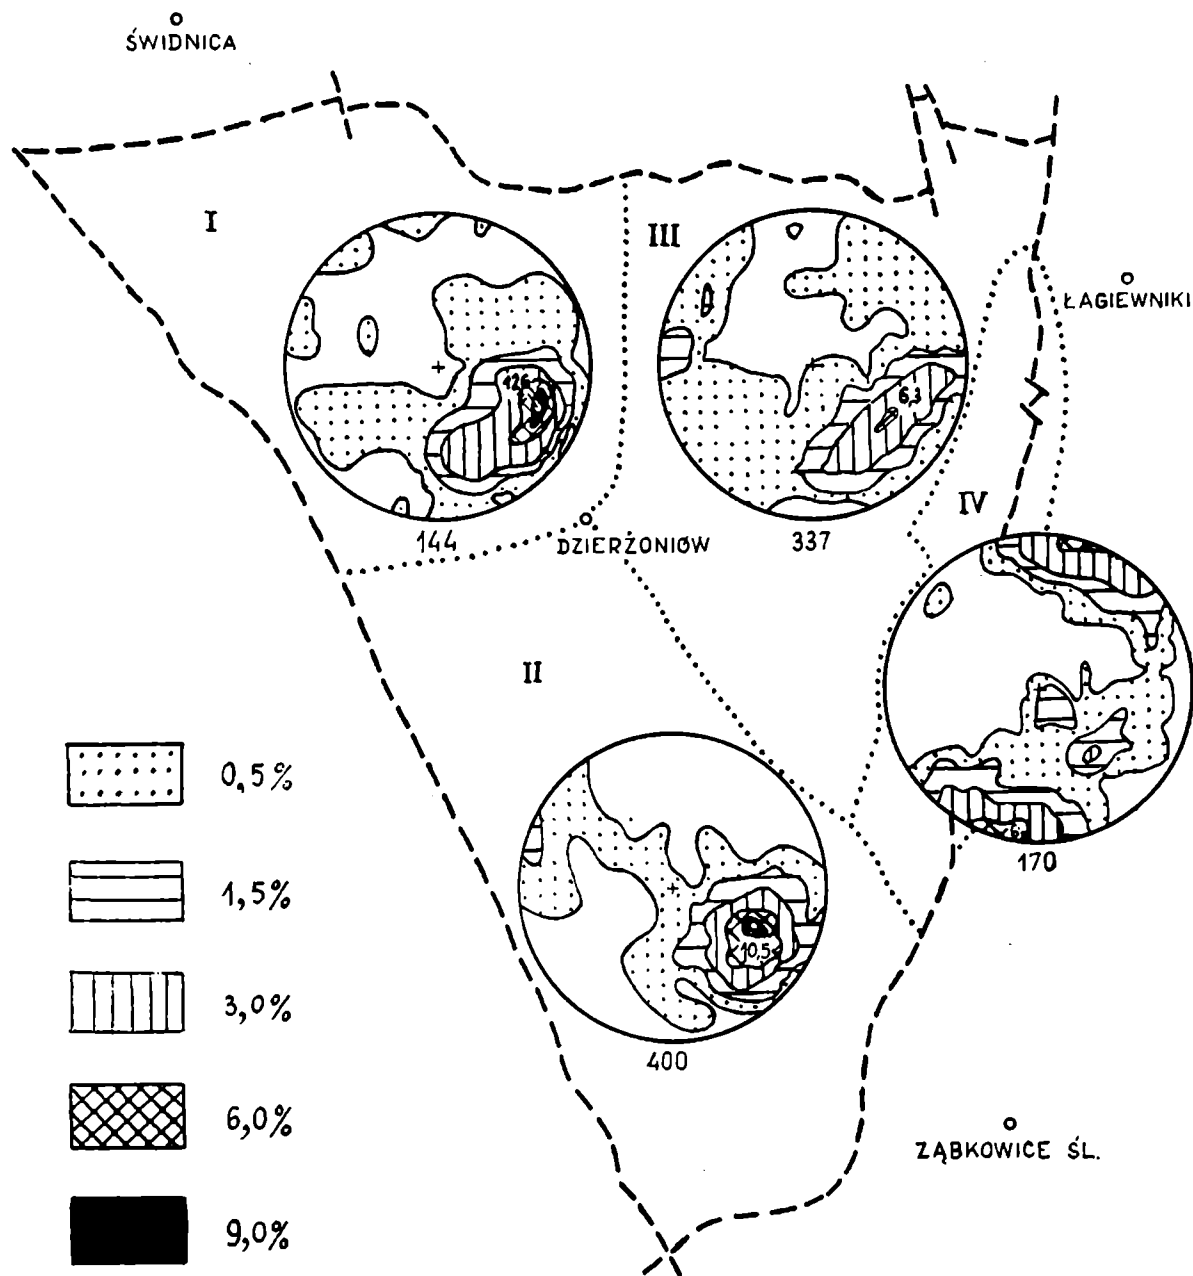 ŚWIDNICA
I
III
ŁAGIEWNIKI
6,3
IV
144
DZIERŻONIÓW
337
II
0,5%
170
1,5%
10,5
3,0%
400
6,0%
ZĄBKOWICE ŚL.
9,0%